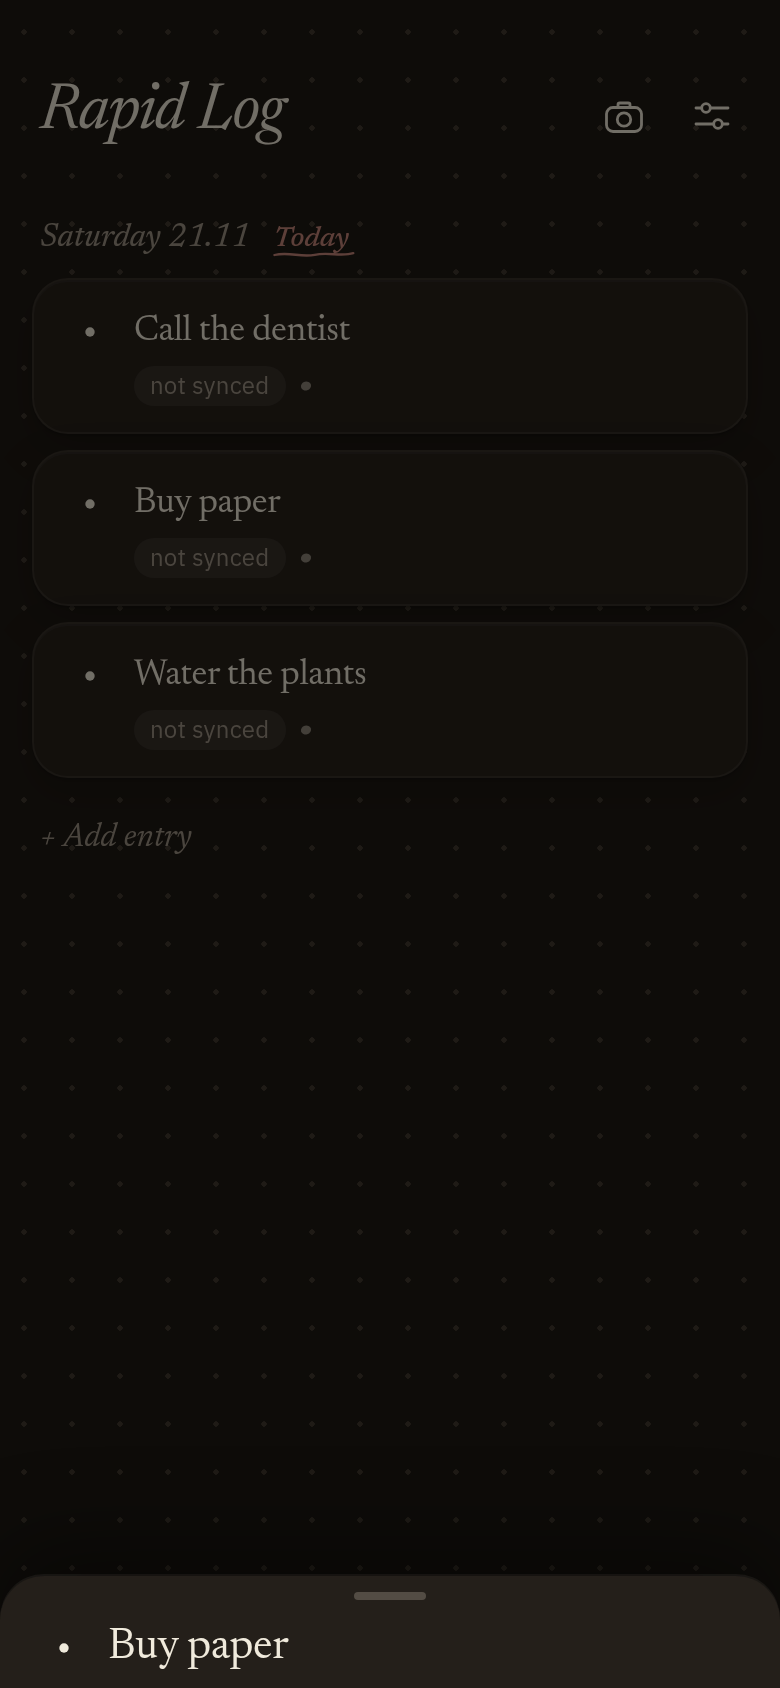 Rapid Log
Saturday 21.11 Today
• Call the dentist
not synced •
• Buy paper
not synced •
• Water the plants
not synced •
+ Add entry
• Buy paper